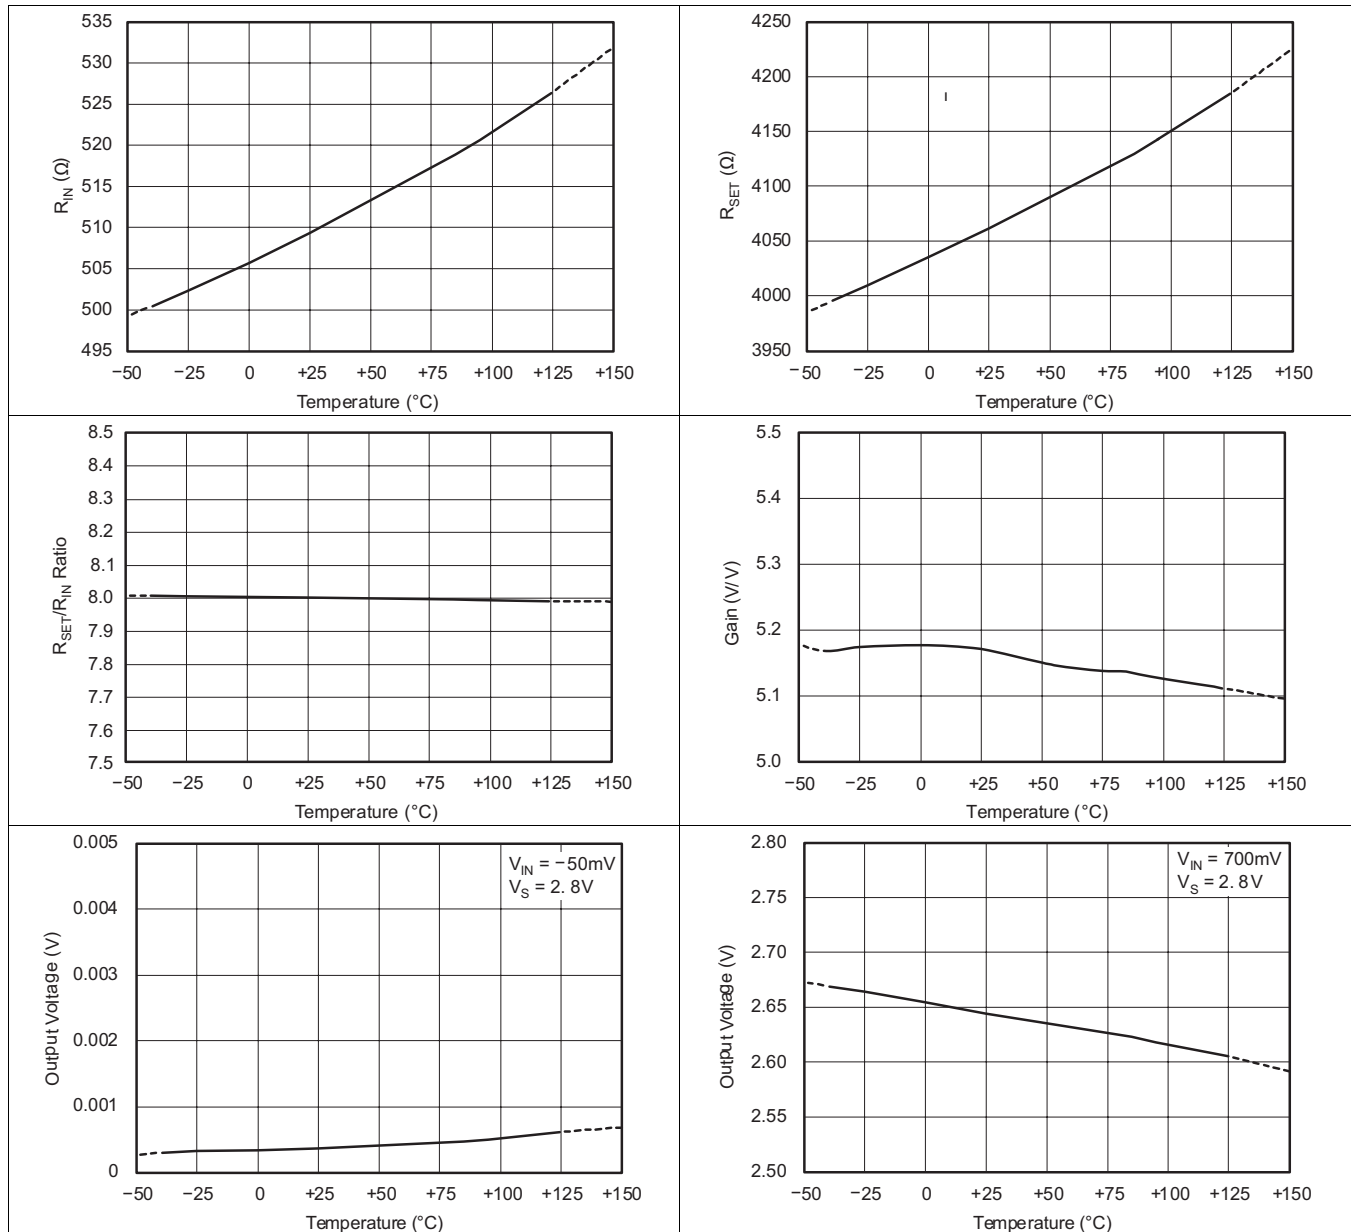 535
530
525
520
515
510
505
500
495
R_IN (Ω)
−50 −25 0 +25 +50 +75 +100 +125 +150
Temperature (°C)
4250
4200
4150
4100
4050
4000
3950
R_SET (Ω)
−50 −25 0 +25 +50 +75 +100 +125 +150
Temperature (°C)
8.5
8.4
8.3
8.2
8.1
8.0
7.9
7.8
7.7
7.6
7.5
R_SET/R_IN Ratio
−50 −25 0 +25 +50 +75 +100 +125 +150
Temperature (°C)
5.5
5.4
5.3
5.2
5.1
5.0
Gain (V/V)
−50 −25 0 +25 +50 +75 +100 +125 +150
Temperature (°C)
0.005
0.004
0.003
0.002
0.001
0
Output Voltage (V)
V_IN = −50mV
V_S = 2.8V
−50 −25 0 +25 +50 +75 +100 +125 +150
Temperature (°C)
2.80
2.75
2.70
2.65
2.60
2.55
2.50
Output Voltage (V)
V_IN = 700mV
V_S = 2.8V
−50 −25 0 +25 +50 +75 +100 +125 +150
Temperature (°C)